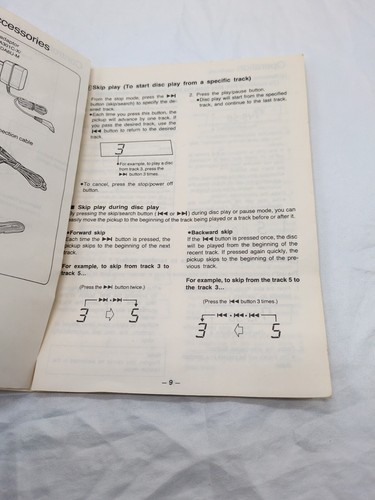 ccessories
adaptor
nection cable
Skip play (To start disc play from a specific track)
From the stop mode, press the ▶▶I
button (skip/search) to specify the de-
sired track.
●Each time you press this button, the
pickup will advance by one track, if
you pass the desired track, use the
I◀◀ button to return to the desired
track.
3
●For example, to play a disc
from track 3, press the
▶▶I button 3 times.
●To cancel, press the stop/power off
button.
2. Press the play/pause button.
●Disc play will start from the specified
track, and continue to the last track.
■ Skip play during disc play
By pressing the skip/search button (I◀◀ or ▶▶I) during disc play or pause mode, you can
easily move the pickup to the beginning of the track being played or a track before or after it.
●Forward skip
Each time the ▶▶I button is pressed, the
pickup skips to the beginning of the next
track.
For example, to skip from track 3 to
track 5...
(Press the ▶▶I button twice.)
▶▶I • ▶▶I
3 ⇨ 5
●Backward skip
If the I◀◀ button is pressed once, the disc
will be played from the beginning of the
recent track. If pressed again quickly, the
pickup skips to the beginning of the pre-
vious track.
For example, to skip from the track 5 to
the track 3...
(Press the I◀◀ button 3 times.)
I◀◀ • I◀◀ • I◀◀
3 ⇦ 5
– 9 –